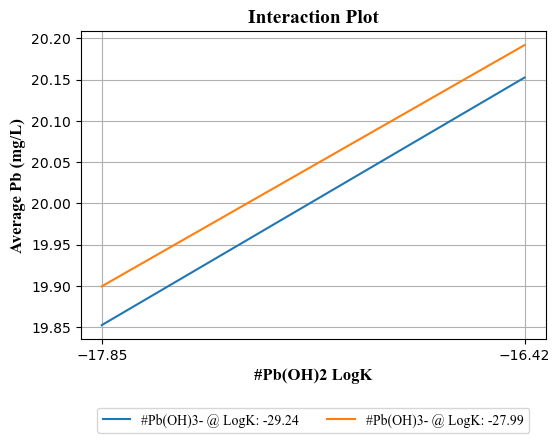 Interaction Plot
Average Pb (mg/L)
20.20
20.15
20.10
20.05
20.00
19.95
19.90
19.85
−17.85
−16.42
#Pb(OH)2 LogK
#Pb(OH)3- @ LogK: -29.24
#Pb(OH)3- @ LogK: -27.99